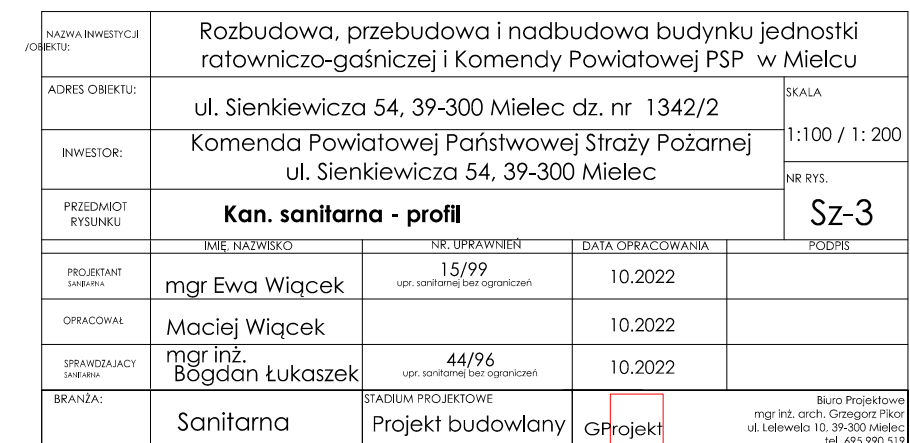 NAZWA INWESTYCJI
/OBIEKTU:
Rozbudowa, przebudowa i nadbudowa budynku jednostki
ratowniczo-gaśniczej i Komendy Powiatowej PSP w Mielcu
ADRES OBIEKTU:
ul. Sienkiewicza 54, 39-300 Mielec dz. nr 1342/2
SKALA
1:100 / 1: 200
INWESTOR:
Komenda Powiatowej Państwowej Straży Pożarnej
ul. Sienkiewicza 54, 39-300 Mielec
NR RYS.
Sz-3
PRZEDMIOT
RYSUNKU
Kan. sanitarna - profil
IMIĘ, NAZWISKO
NR. UPRAWNIEŃ
DATA OPRACOWANIA
PODPIS
PROJEKTANT
SANITARNA
mgr Ewa Wiącek
15/99
upr. sanitarnej bez ograniczeń
10.2022
OPRACOWAŁ
Maciej Wiącek
10.2022
SPRAWDZAJACY
SANITARNA
mgr inż.
Bogdan Łukaszek
44/96
upr. sanitarnej bez ograniczeń
10.2022
BRANŻA:
Sanitarna
STADIUM PROJEKTOWE
Projekt budowlany
GProjekt
Biuro Projektowe
mgr inż. arch. Grzegorz Pikor
ul. Lelewela 10, 39-300 Mielec
tel. 695 990 519